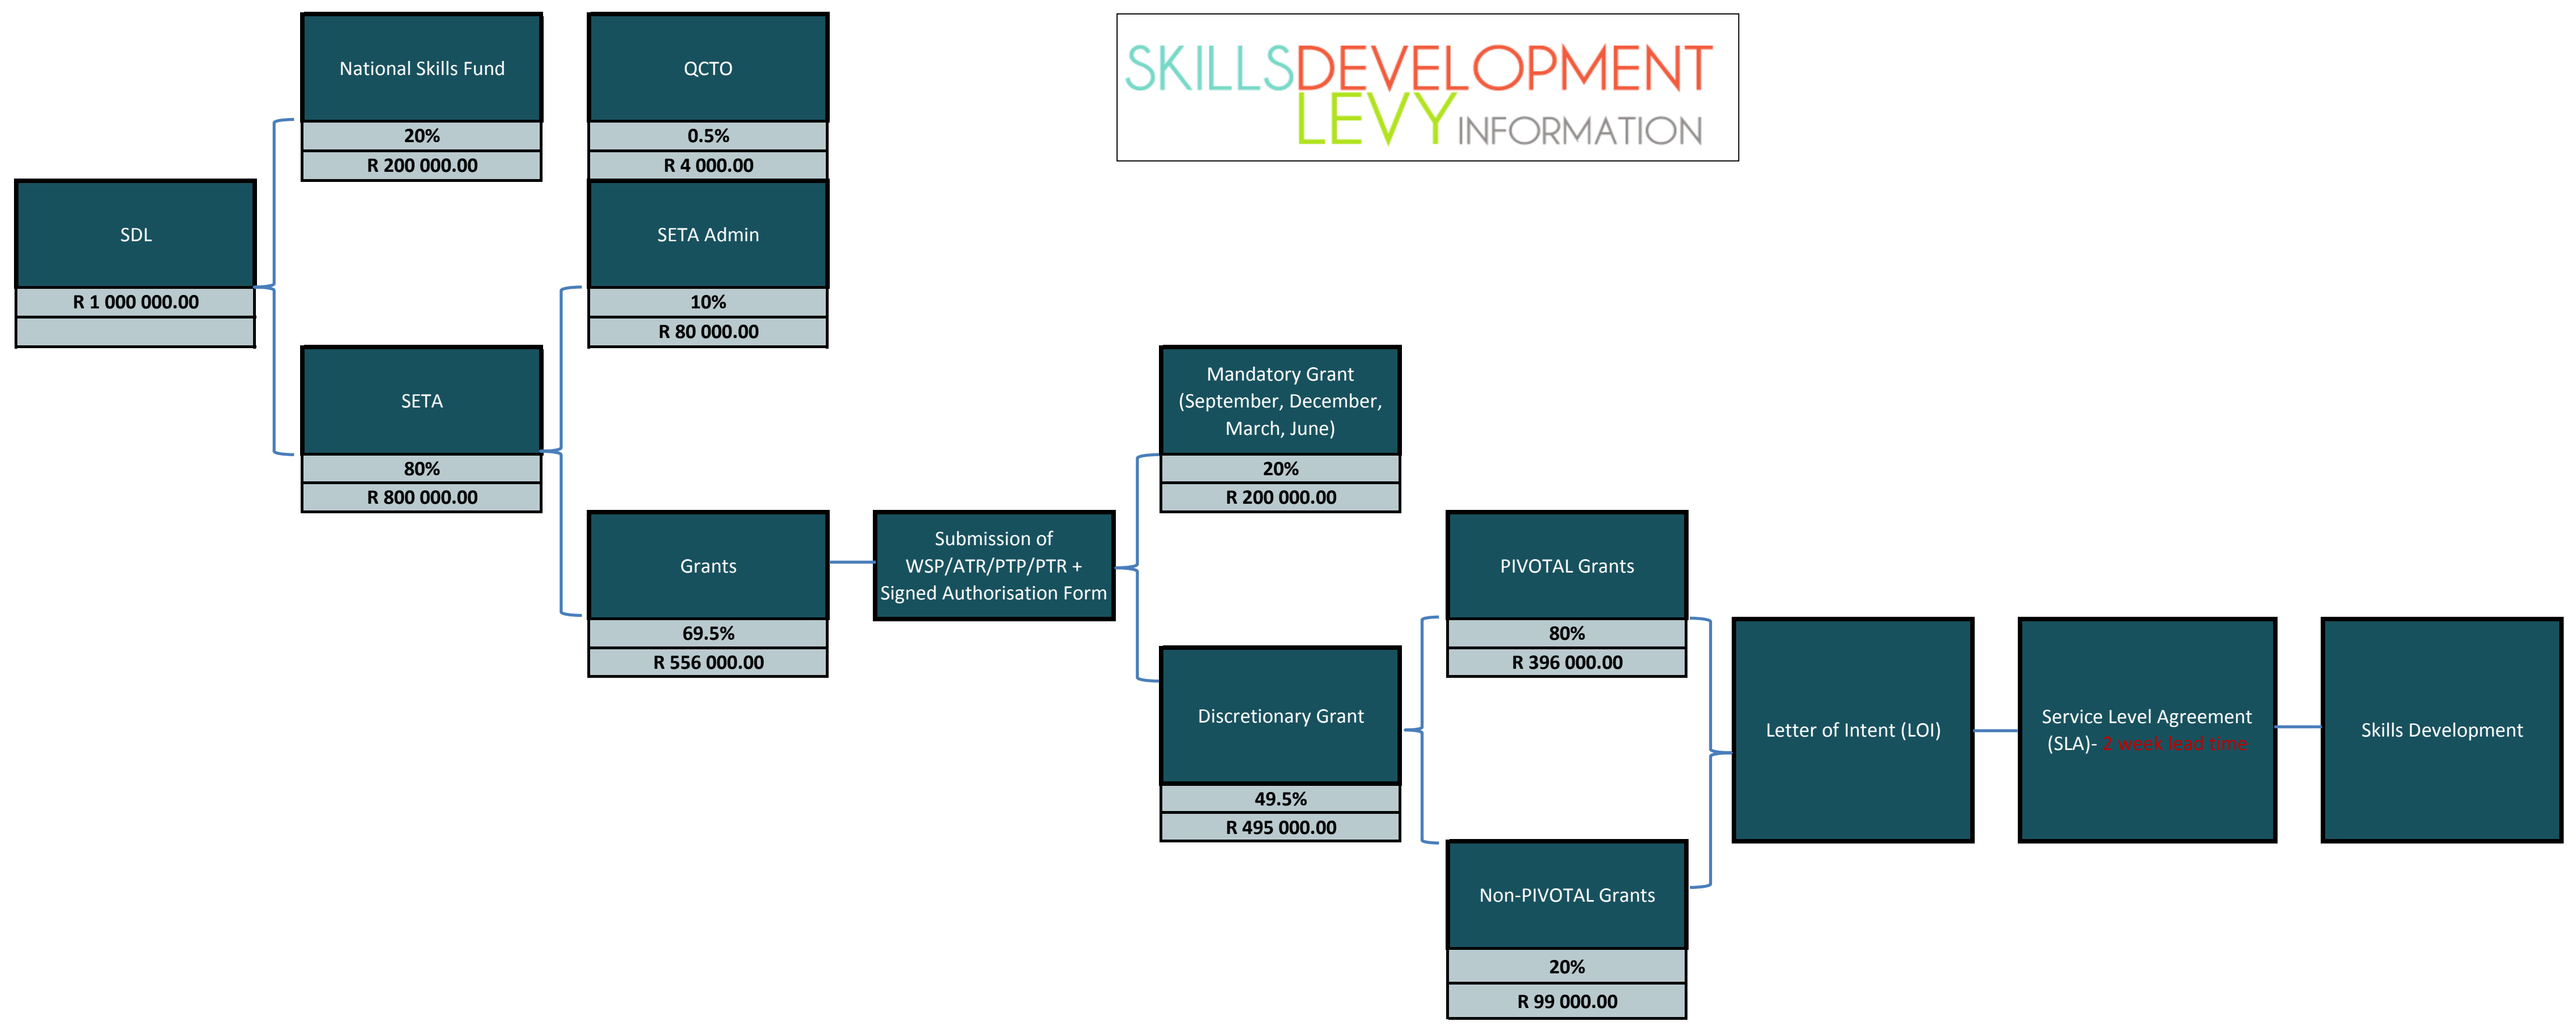 National Skills Fund
20%
R 200 000.00
QCTO
0.5%
R 4 000.00
SKILLSDEVELOPMENT
LEVY INFORMATION
SDL
R 1 000 000.00
SETA Admin
10%
R 80 000.00
SETA
80%
R 800 000.00
Grants
69.5%
R 556 000.00
Submission of
WSP/ATR/PTP/PTR +
Signed Authorisation Form
Mandatory Grant
(September, December,
March, June)
20%
R 200 000.00
Discretionary Grant
49.5%
R 495 000.00
PIVOTAL Grants
80%
R 396 000.00
Non-PIVOTAL Grants
20%
R 99 000.00
Letter of Intent (LOI)
Service Level Agreement
(SLA)- 2 week lead time
Skills Development